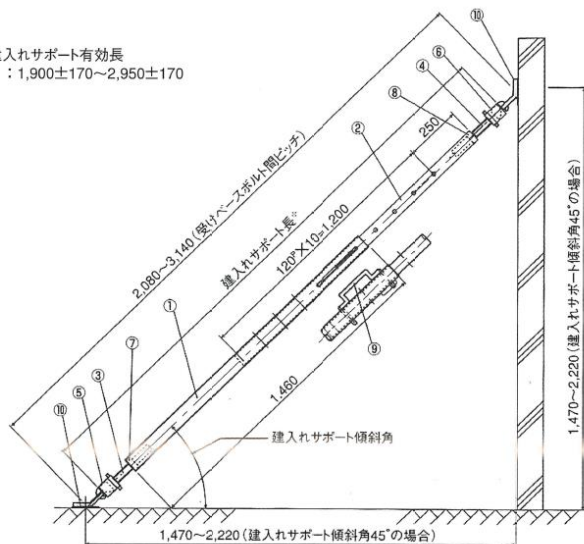 建入れサポート有効長
：1,900±170〜2,950±170
⑩
⑥
④
⑧
250
②
2,080〜3,140（受けベースボルト間ピッチ）
建入れサポート長※
120ᴾ×10=1,200
①
⑨
1,460
⑦
③
⑤
⑩
建入れサポート傾斜角
1,470〜2,220（建入れサポート傾斜角45°の場合）
1,470〜2,220（建入れサポート傾斜角45°の場合）